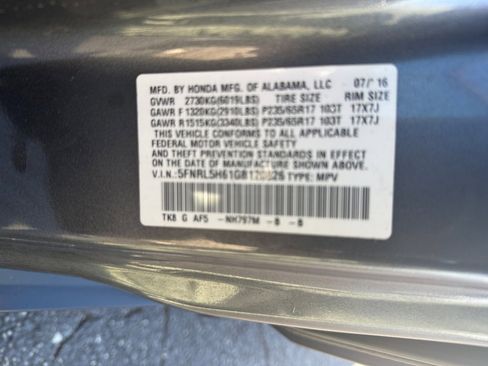 MFD. BY HONDA MFG. OF ALABAMA, LLC 07/16
GVWR 2730KG(6019LBS) TIRE SIZE RIM SIZE
GAWR F 1320KG(2910LBS) P235/65R17 103T 17X7J
GAWR R 1515KG(3340LBS) P235/65R17 103T 17X7J
THIS VEHICLE CONFORMS TO ALL APPLICABLE
FEDERAL MOTOR VEHICLE SAFETY
AND THEFT PREVENTION STANDARDS IN EFFECT
ON THE DATE OF MANUFACTURE SHOWN ABOVE.
V.I.N.: TYPE: MPV
TK8 G AF5 -NH797M -B -B